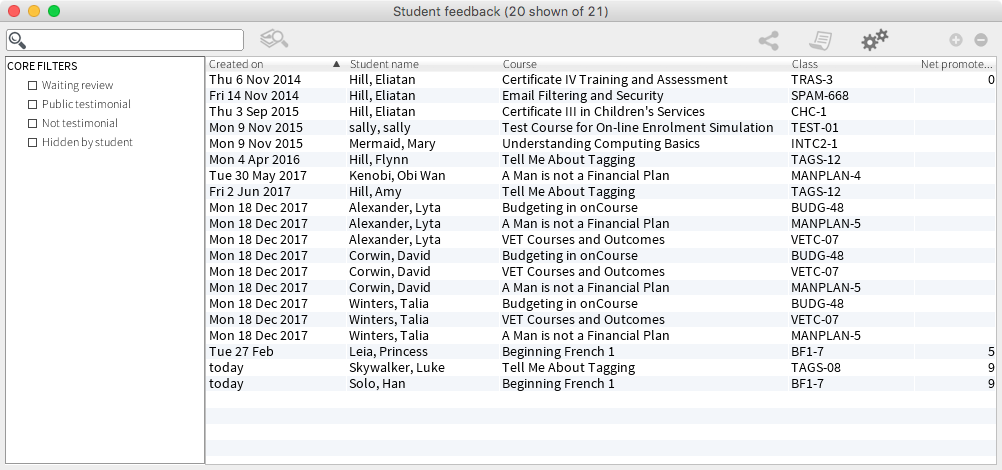 Student feedback (20 shown of 21)
CORE FILTERS
Waiting review
Public testimonial
Not testimonial
Hidden by student
Created on ▲ Student name Course Class Net promote...
Thu 6 Nov 2014 Hill, Eliatan Certificate IV Training and Assessment TRAS-3 0
Fri 14 Nov 2014 Hill, Eliatan Email Filtering and Security SPAM-668
Thu 3 Sep 2015 Hill, Eliatan Certificate III in Children's Services CHC-1
Mon 9 Nov 2015 sally, sally Test Course for On-line Enrolment Simulation TEST-01
Mon 9 Nov 2015 Mermaid, Mary Understanding Computing Basics INTC2-1
Mon 4 Apr 2016 Hill, Flynn Tell Me About Tagging TAGS-12
Tue 30 May 2017 Kenobi, Obi Wan A Man is not a Financial Plan MANPLAN-4
Fri 2 Jun 2017 Hill, Amy Tell Me About Tagging TAGS-12
Mon 18 Dec 2017 Alexander, Lyta Budgeting in onCourse BUDG-48
Mon 18 Dec 2017 Alexander, Lyta A Man is not a Financial Plan MANPLAN-5
Mon 18 Dec 2017 Alexander, Lyta VET Courses and Outcomes VETC-07
Mon 18 Dec 2017 Corwin, David Budgeting in onCourse BUDG-48
Mon 18 Dec 2017 Corwin, David VET Courses and Outcomes VETC-07
Mon 18 Dec 2017 Corwin, David A Man is not a Financial Plan MANPLAN-5
Mon 18 Dec 2017 Winters, Talia Budgeting in onCourse BUDG-48
Mon 18 Dec 2017 Winters, Talia VET Courses and Outcomes VETC-07
Mon 18 Dec 2017 Winters, Talia A Man is not a Financial Plan MANPLAN-5
Tue 27 Feb Leia, Princess Beginning French 1 BF1-7 5
today Skywalker, Luke Tell Me About Tagging TAGS-08 9
today Solo, Han Beginning French 1 BF1-7 9